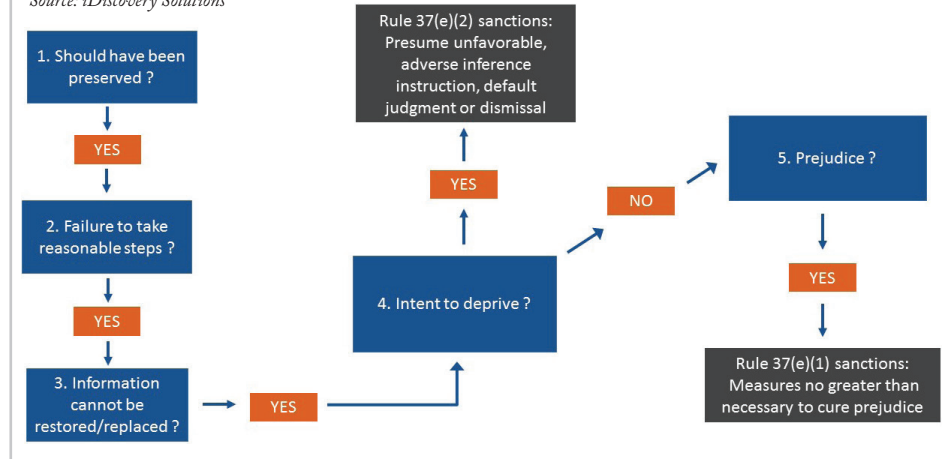 Source: iDiscovery Solutions
1. Should have been
preserved ?
YES
2. Failure to take
reasonable steps ?
YES
3. Information
cannot be
restored/replaced ?
YES
4. Intent to deprive ?
YES
Rule 37(e)(2) sanctions:
Presume unfavorable,
adverse inference
instruction, default
judgment or dismissal
NO
5. Prejudice ?
YES
Rule 37(e)(1) sanctions:
Measures no greater than
necessary to cure prejudice